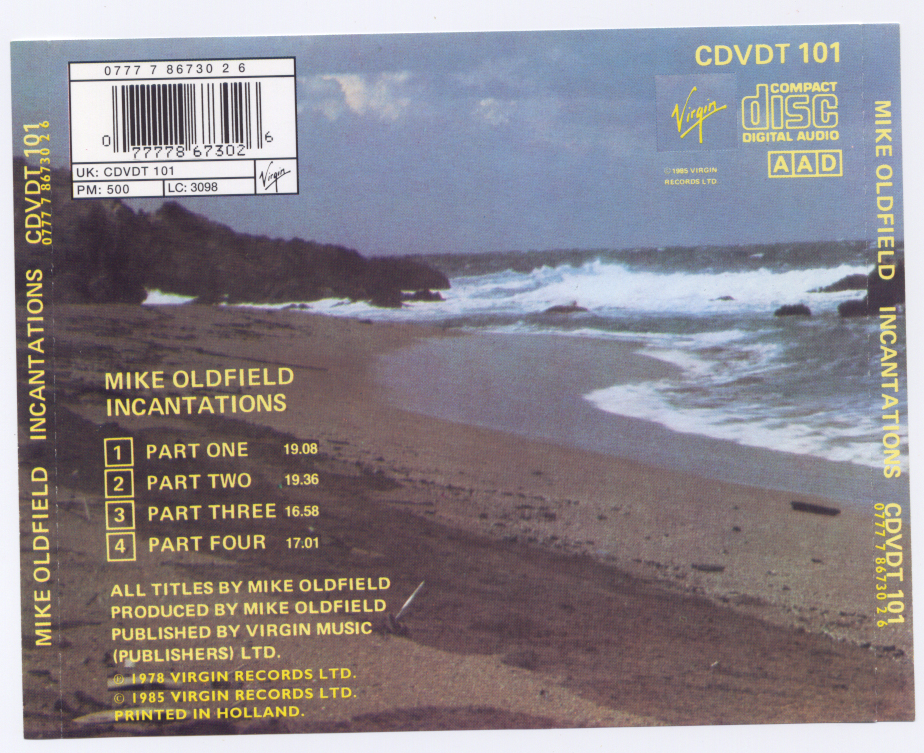 0777 7 86730 2 6
0 77778 67302 6
UK: CDVDT 101
PM: 500 LC: 3098
Virgin
CDVDT 101
Virgin
COMPACT
disc
DIGITAL AUDIO
AAD
© 1985 VIRGIN
RECORDS LTD
MIKE OLDFIELD INCANTATIONS CDVDT 101
0777 7 86730 2 6
MIKE OLDFIELD
INCANTATIONS
1 PART ONE 19.08
2 PART TWO 19.36
3 PART THREE 16.58
4 PART FOUR 17.01
ALL TITLES BY MIKE OLDFIELD
PRODUCED BY MIKE OLDFIELD
PUBLISHED BY VIRGIN MUSIC
(PUBLISHERS) LTD.
© 1978 VIRGIN RECORDS LTD.
© 1985 VIRGIN RECORDS LTD.
PRINTED IN HOLLAND.
MIKE OLDFIELD INCANTATIONS CDVDT 101
0777 7 86730 2 6